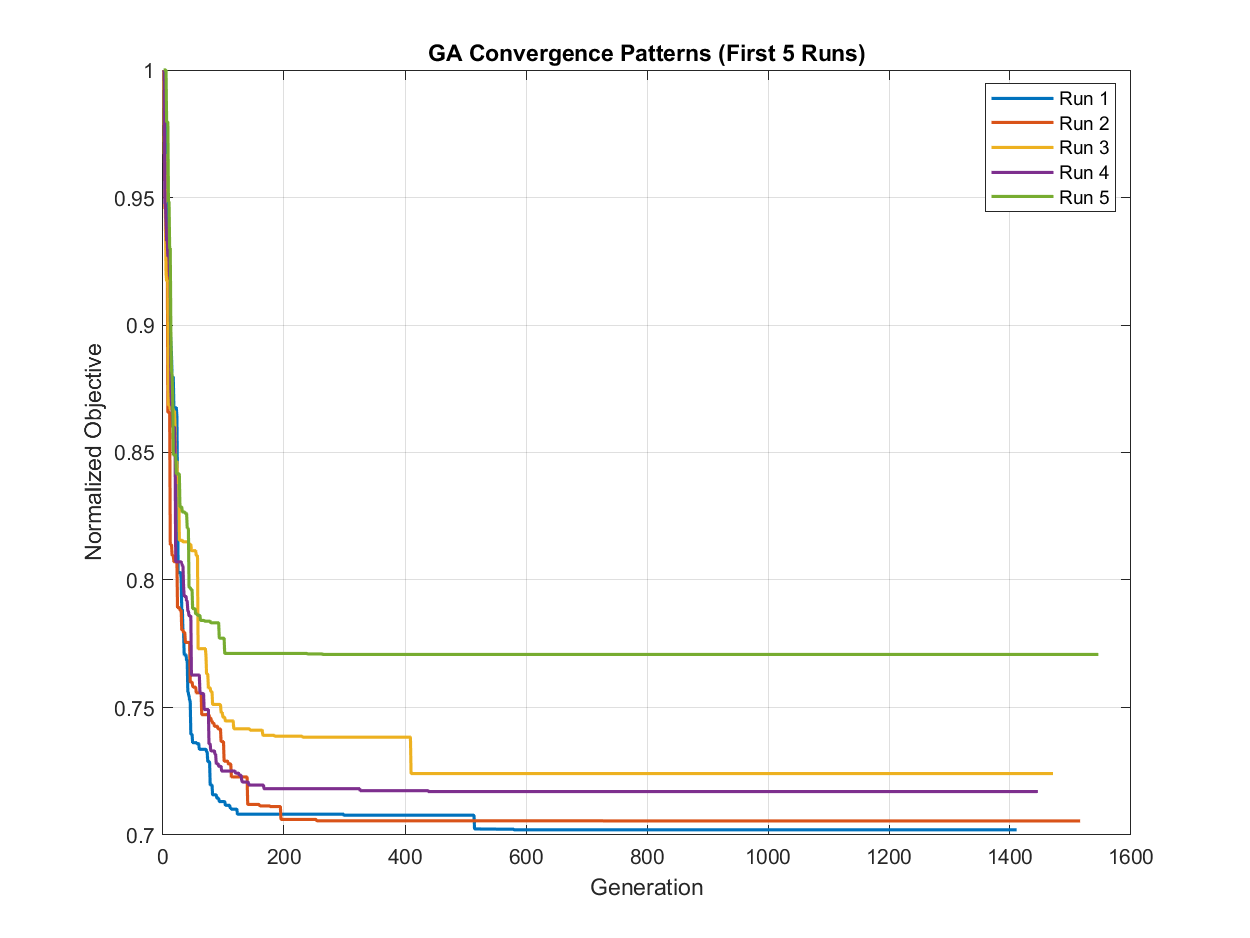 GA Convergence Patterns (First 5 Runs)
1
0.95
0.9
0.85
0.8
0.75
0.7
Normalized Objective
Run 1
Run 2
Run 3
Run 4
Run 5
0 200 400 600 800 1000 1200 1400 1600
Generation